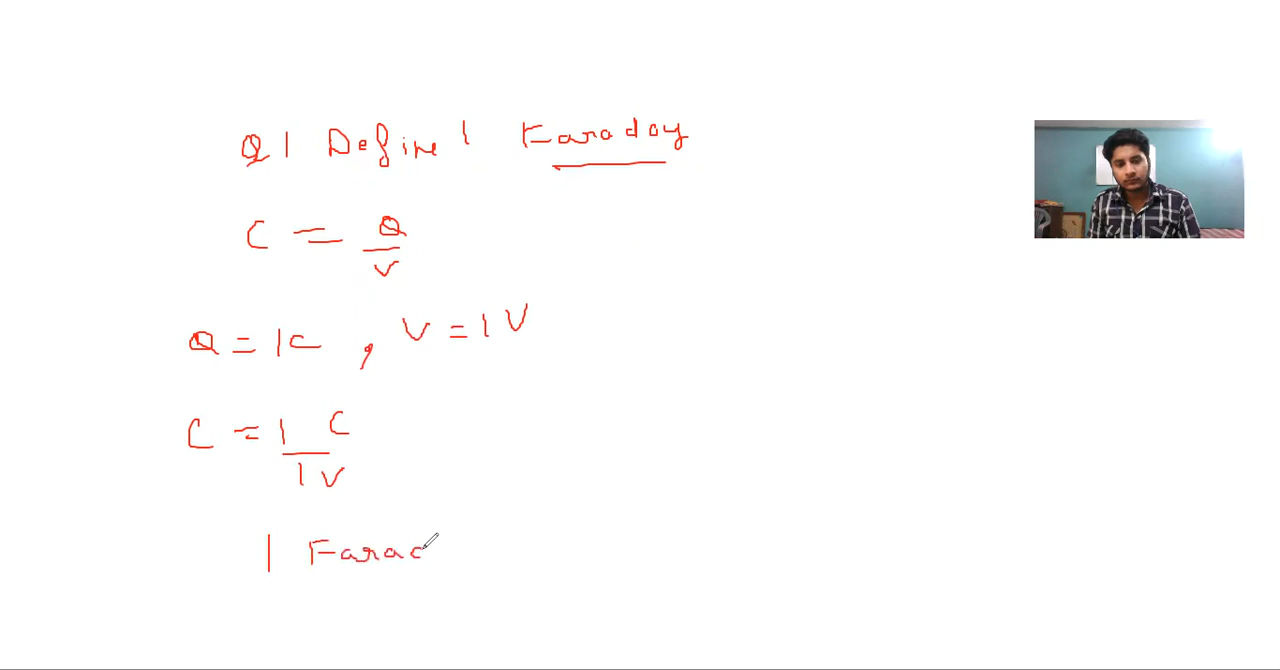 Q1 Define 1 Faraday
C = Q
V
Q = 1C , V = 1 V
C = 1 C
1 V
1 Farad